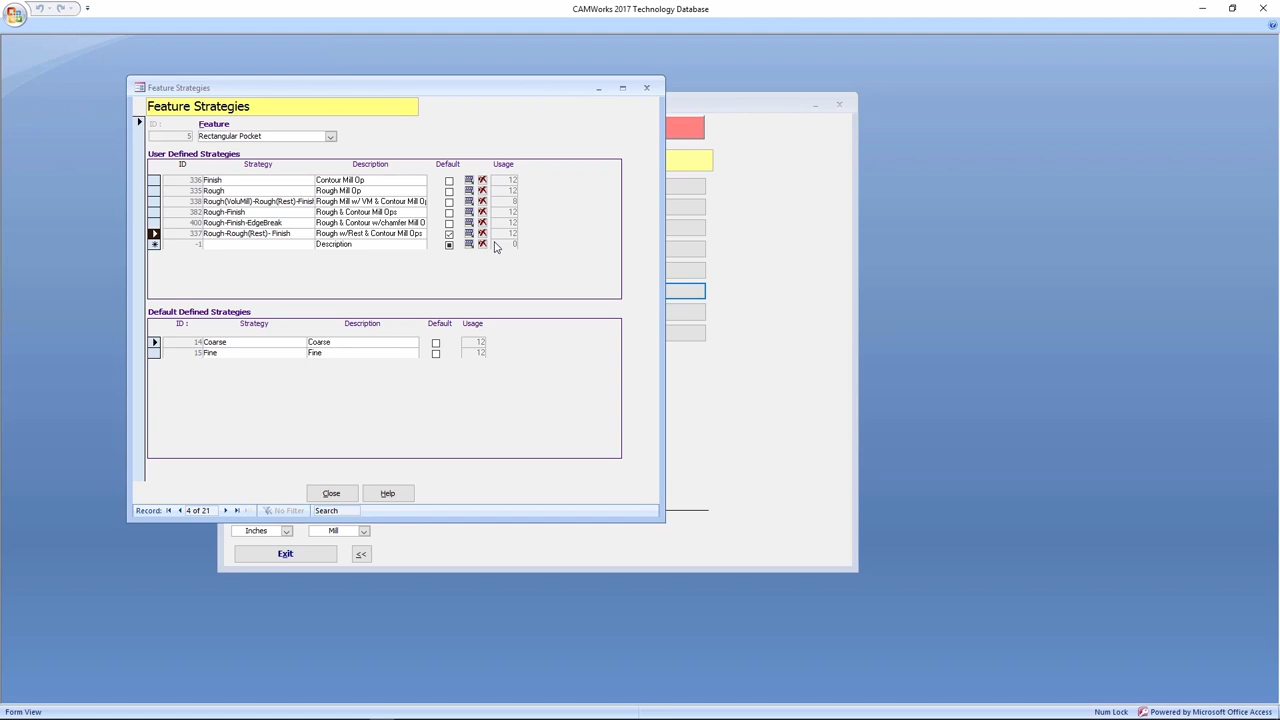 CAMWorks 2017 Technology Database
Feature Strategies
Feature Strategies
ID : Feature
5 Rectangular Pocket
User Defined Strategies
ID Strategy Description Default Usage
336 Finish Contour Mill Op 12
335 Rough Rough Mill Op 12
338 Rough(VoluMill)-Rough(Rest)-Finish Rough Mill w/ VM & Contour Mill Op 8
382 Rough-Finish Rough & Contour Mill Ops 12
400 Rough-Finish-EdgeBreak Rough & Contour w/chamfer Mill O 12
337 Rough-Rough(Rest)- Finish Rough w/Rest & Contour Mill Ops 12
-1 Description 0
Default Defined Strategies
ID : Strategy Description Default Usage
14 Coarse Coarse 12
15 Fine Fine 12
Close Help
Record: 4 of 21 No Filter Search
Inches Mill
Exit <<
Form View Num Lock Powered by Microsoft Office Access